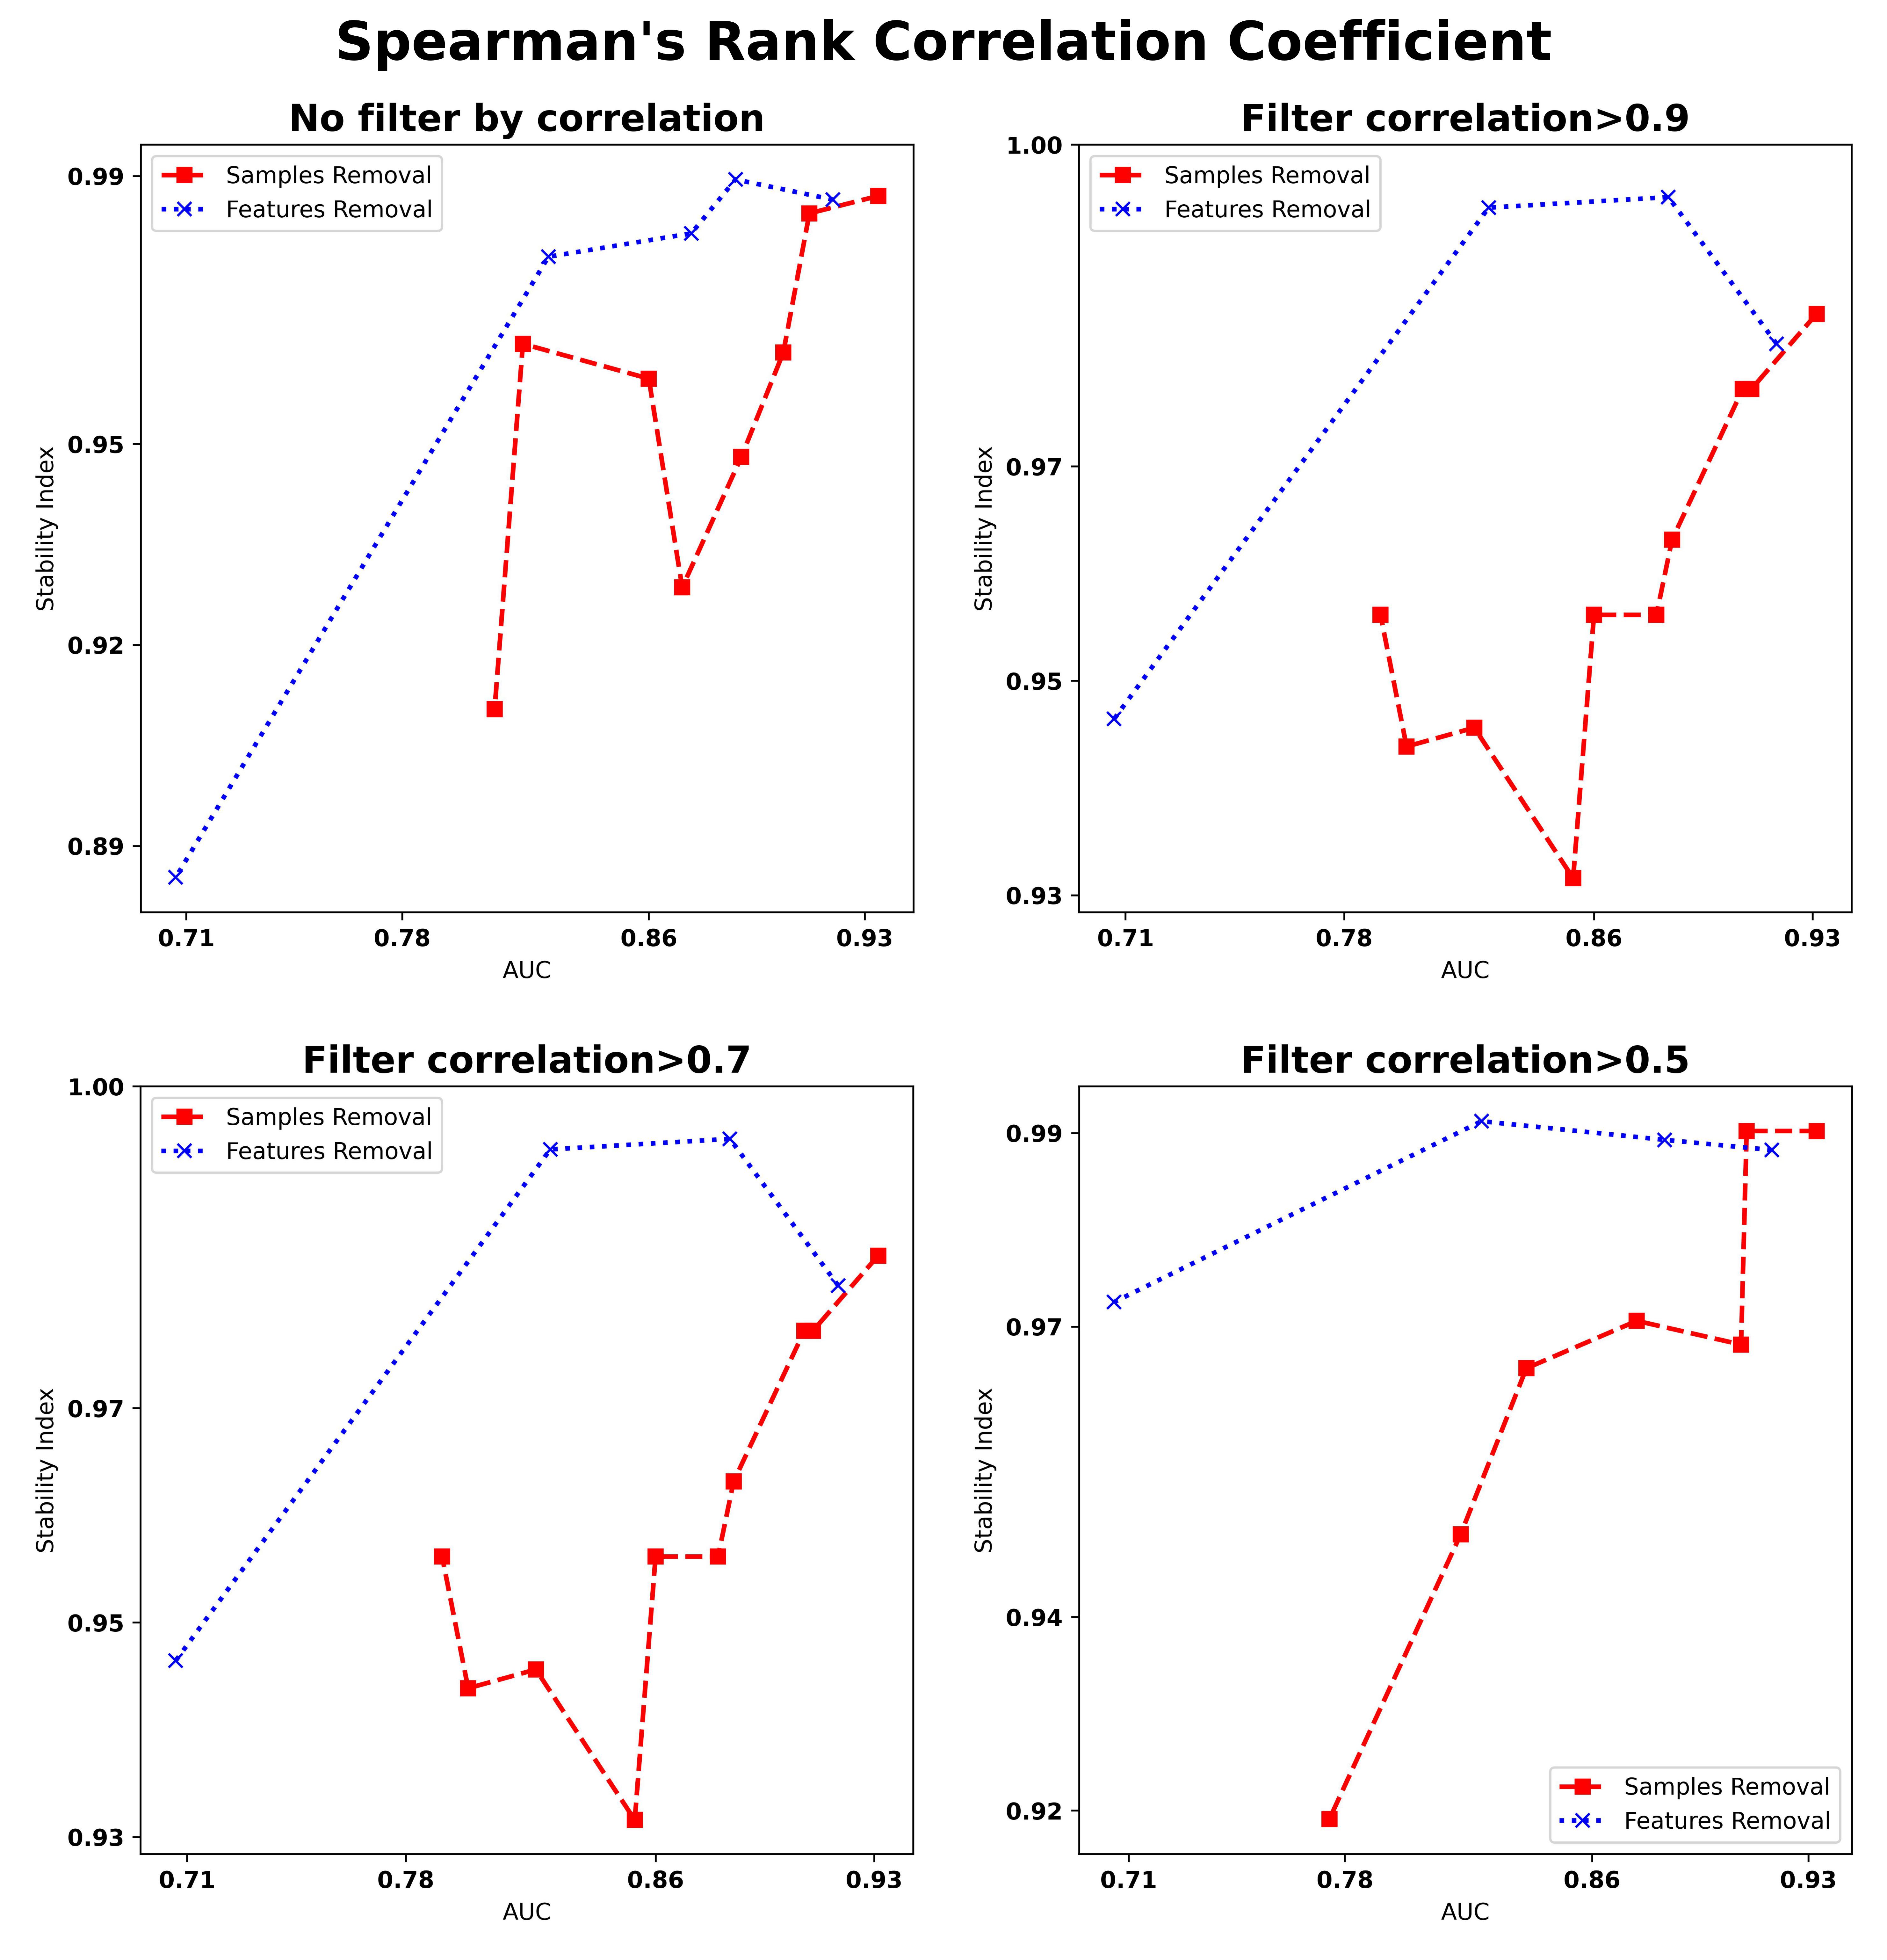 Spearman's Rank Correlation Coefficient
No filter by correlation
Samples Removal
Features Removal
0.99
0.95
0.92
0.89
Stability Index
0.71 0.78 0.86 0.93
AUC
Filter correlation>0.9
Samples Removal
Features Removal
1.00
0.97
0.95
0.93
Stability Index
0.71 0.78 0.86 0.93
AUC
Filter correlation>0.7
Samples Removal
Features Removal
1.00
0.97
0.95
0.93
Stability Index
0.71 0.78 0.86 0.93
AUC
Filter correlation>0.5
0.99
0.97
0.94
0.92
Stability Index
Samples Removal
Features Removal
0.71 0.78 0.86 0.93
AUC